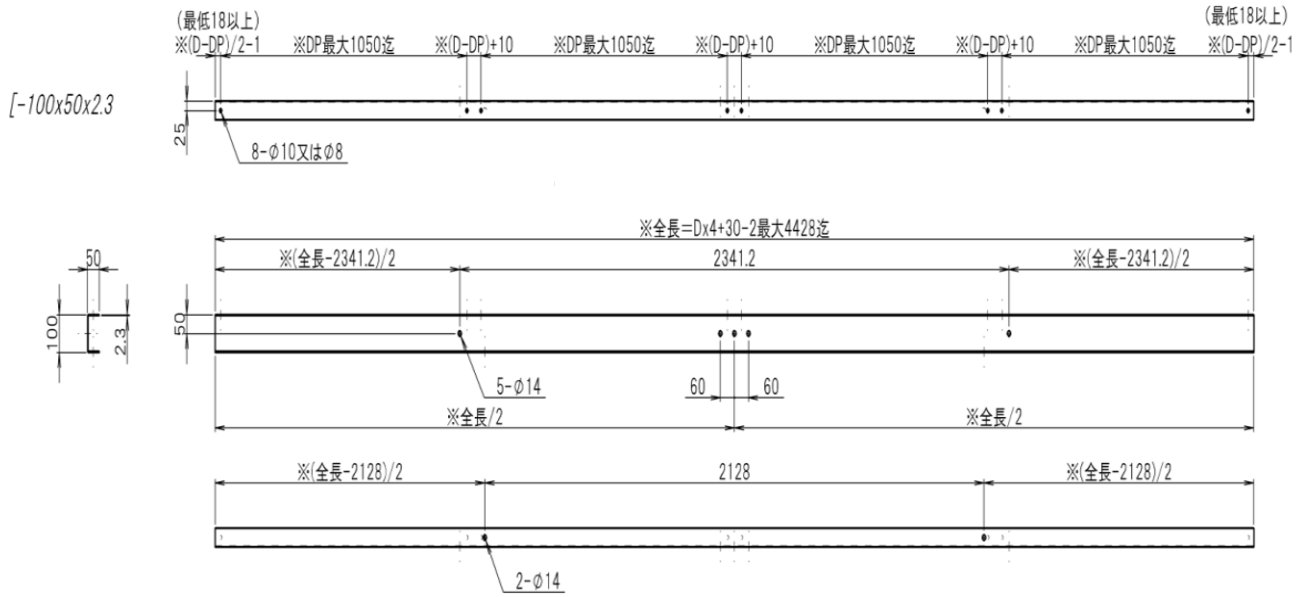 (最低18以上)
(最低18以上)
※(D-DP)/2-1
※DP最大1050迄
※(D-DP)+10
※DP最大1050迄
※(D-DP)+10
※DP最大1050迄
※(D-DP)+10
※DP最大1050迄
※(D-DP)/2-1
[-100x50x2.3
25
8-φ10又はφ8
※全長=Dx4+30-2最大4428迄
50
※(全長-2341.2)/2
2341.2
※(全長-2341.2)/2
100
2.3
50
5-φ14
60
60
※全長/2
※全長/2
※(全長-2128)/2
2128
※(全長-2128)/2
2-φ14